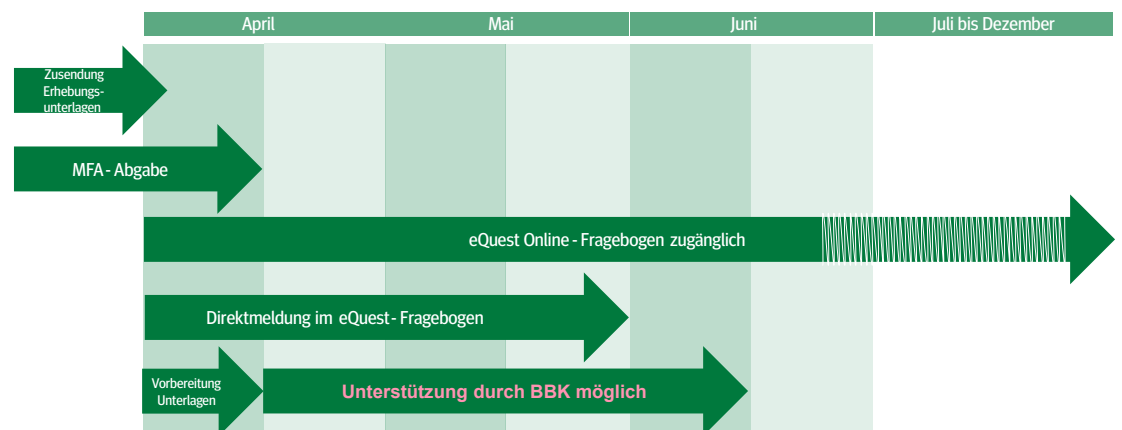 April Mai Juni Juli bis Dezember
Zusendung
Erhebungs-
unterlagen
MFA - Abgabe
eQuest Online - Fragebogen zugänglich
Direktmeldung im eQuest - Fragebogen
Vorbereitung
Unterlagen
Unterstützung durch BBK möglich